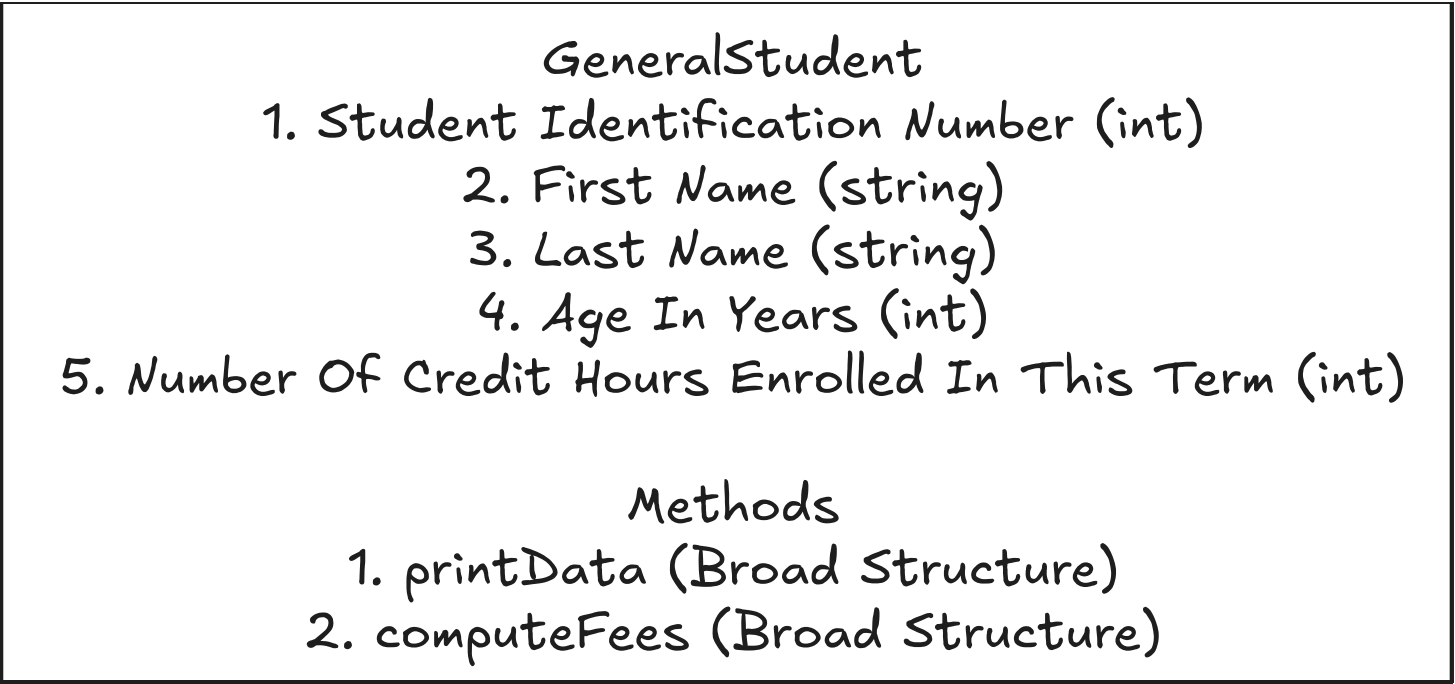 GeneralStudent
1. Student Identification Number (int)
2. First Name (string)
3. Last Name (string)
4. Age In Years (int)
5. Number Of Credit Hours Enrolled In This Term (int)
Methods
1. printData (Broad Structure)
2. computeFees (Broad Structure)